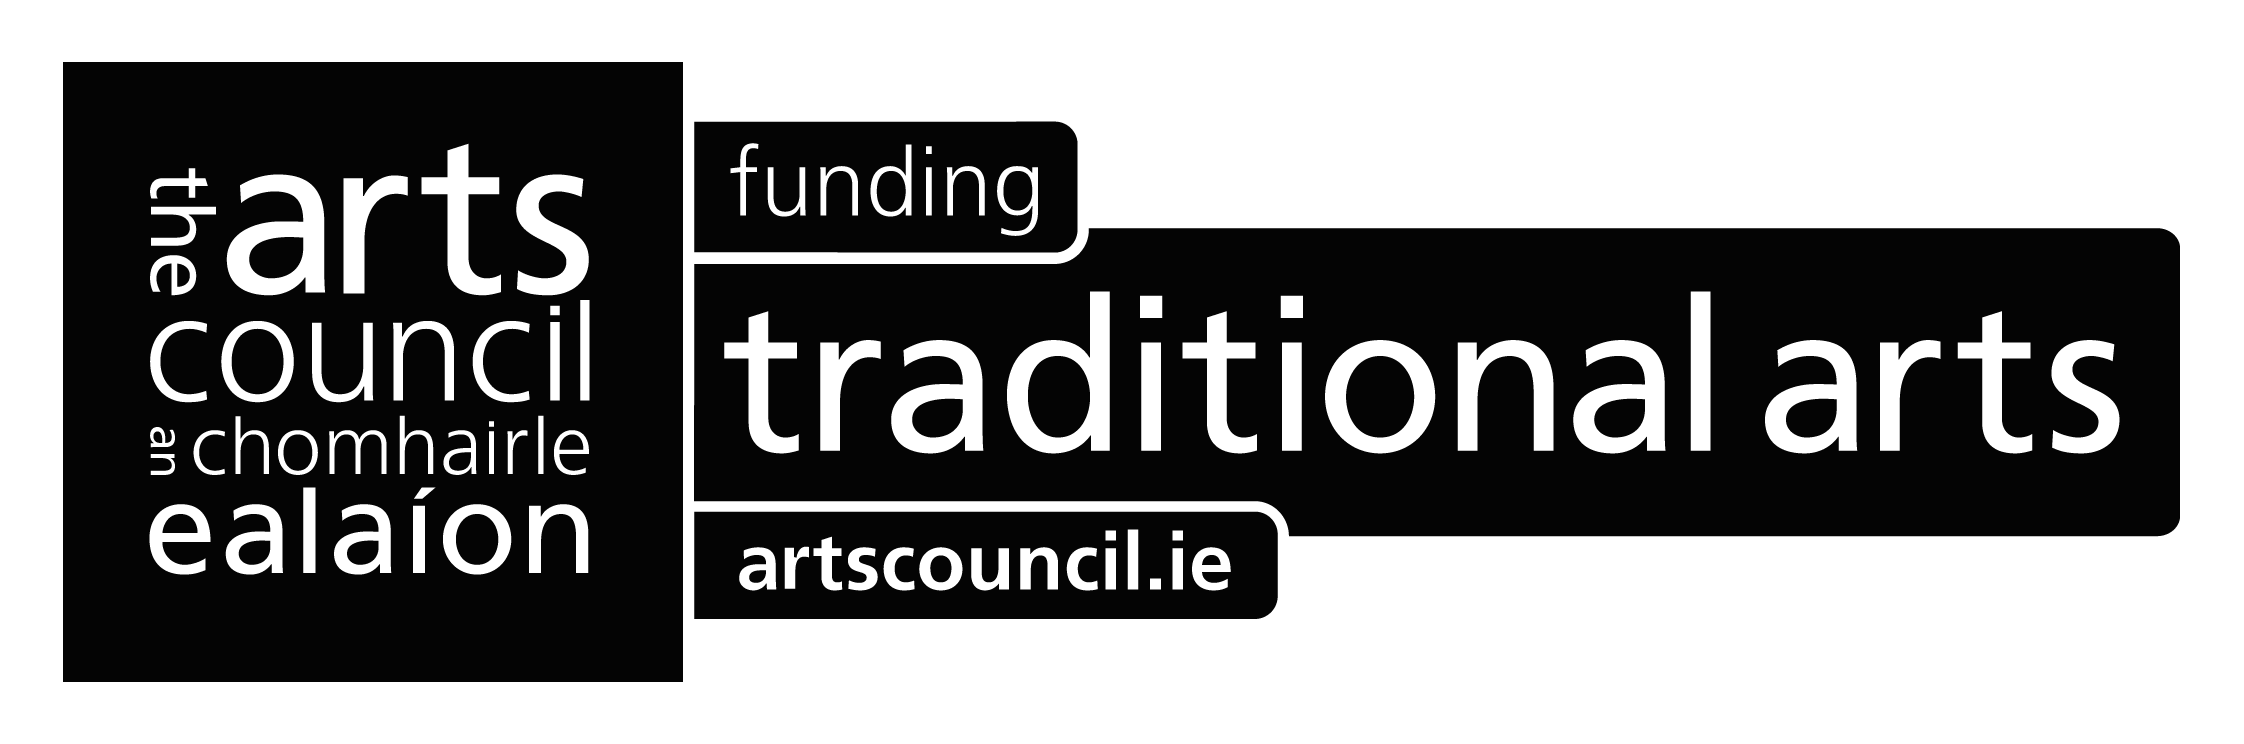 the arts
council
an chomhairle
ealaíon
funding
traditional arts
artscouncil.ie